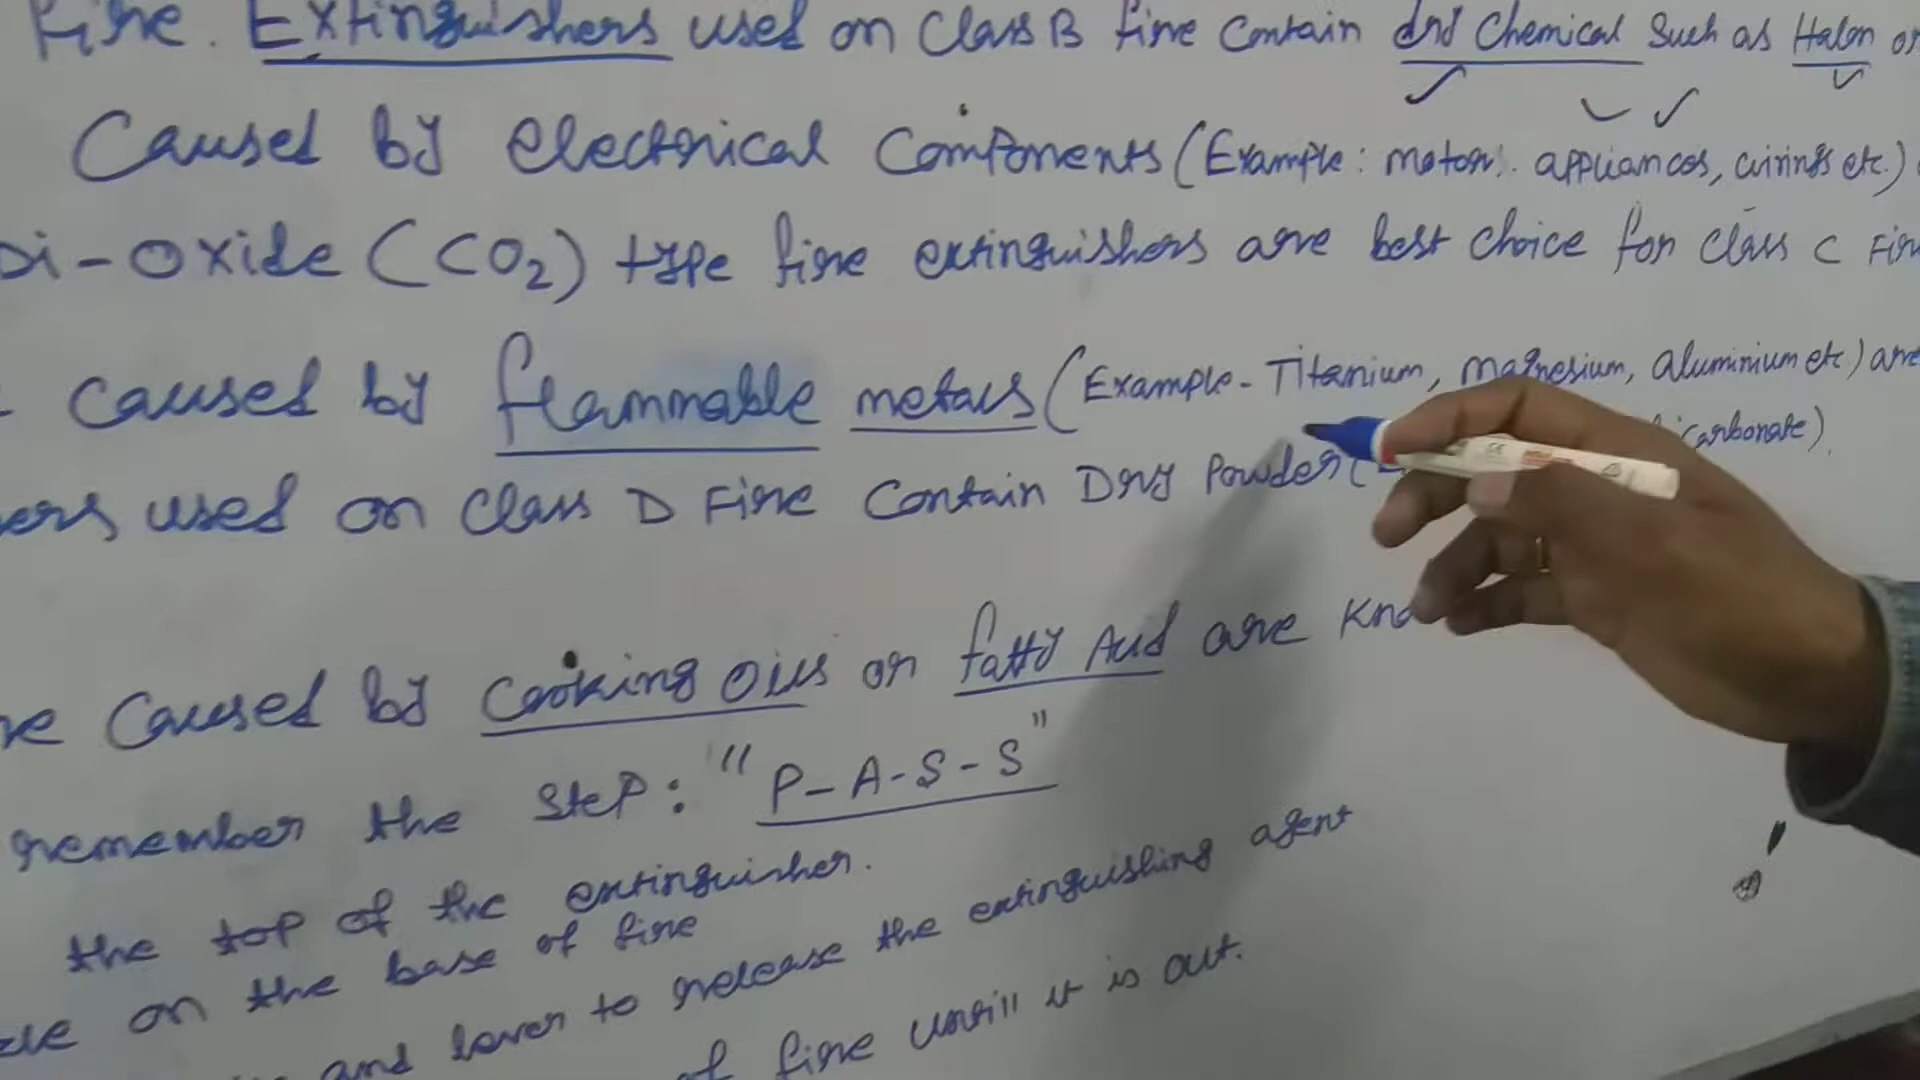 Fire. Extinguishers used on Class B fire contain dry Chemical Such as Halon or
Caused by electrical Components (Example: motors. appliances, wirings etc.)
Di-Oxide (CO2) type fire extinguishers are best choice for Class C Fire
caused by flammable metals (Example - Titanium, Magnesium, aluminium etc) are
ers used on Class D Fire Contain Dry Powder ( carbonate).
re Caused by Cooking Oils or fatty Acid are Kno
remember the Step: "P-A-S-S"
the top of the extinguisher.
zle on the base of fire
and lever to release the extinguishing agent
of fire untill it is out.